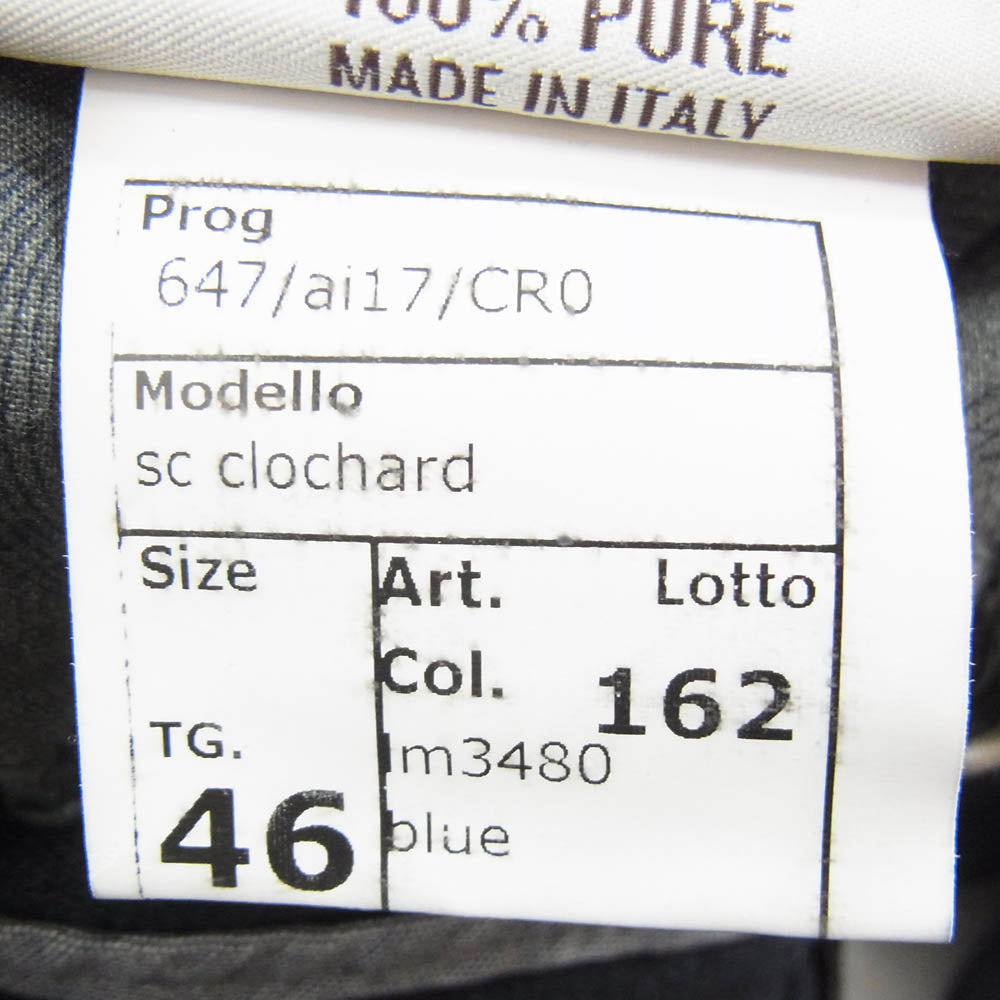 100% PURE
MADE IN ITALY
Prog
647/ai17/CR0
Modello
sc clochard
Size
Art. Lotto
Col.
162
TG.
lm3480
46
blue